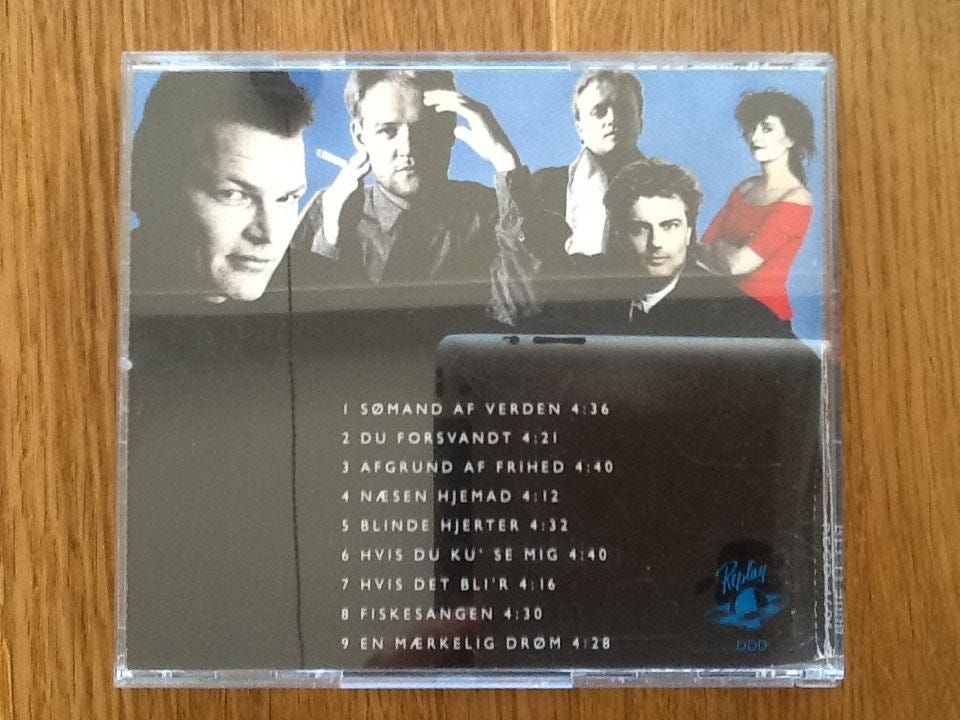 1 SØMAND AF VERDEN 4:36
2 DU FORSVANDT 4:21
3 AFGRUND AF FRIHED 4:40
4 NÆSEN HJEMAD 4:12
5 BLINDE HJERTER 4:32
6 HVIS DU KU' SE MIG 4:40
7 HVIS DET BLI'R 4:16
8 FISKESANGEN 4:30
9 EN MÆRKELIG DRØM 4:28
Replay
DDD